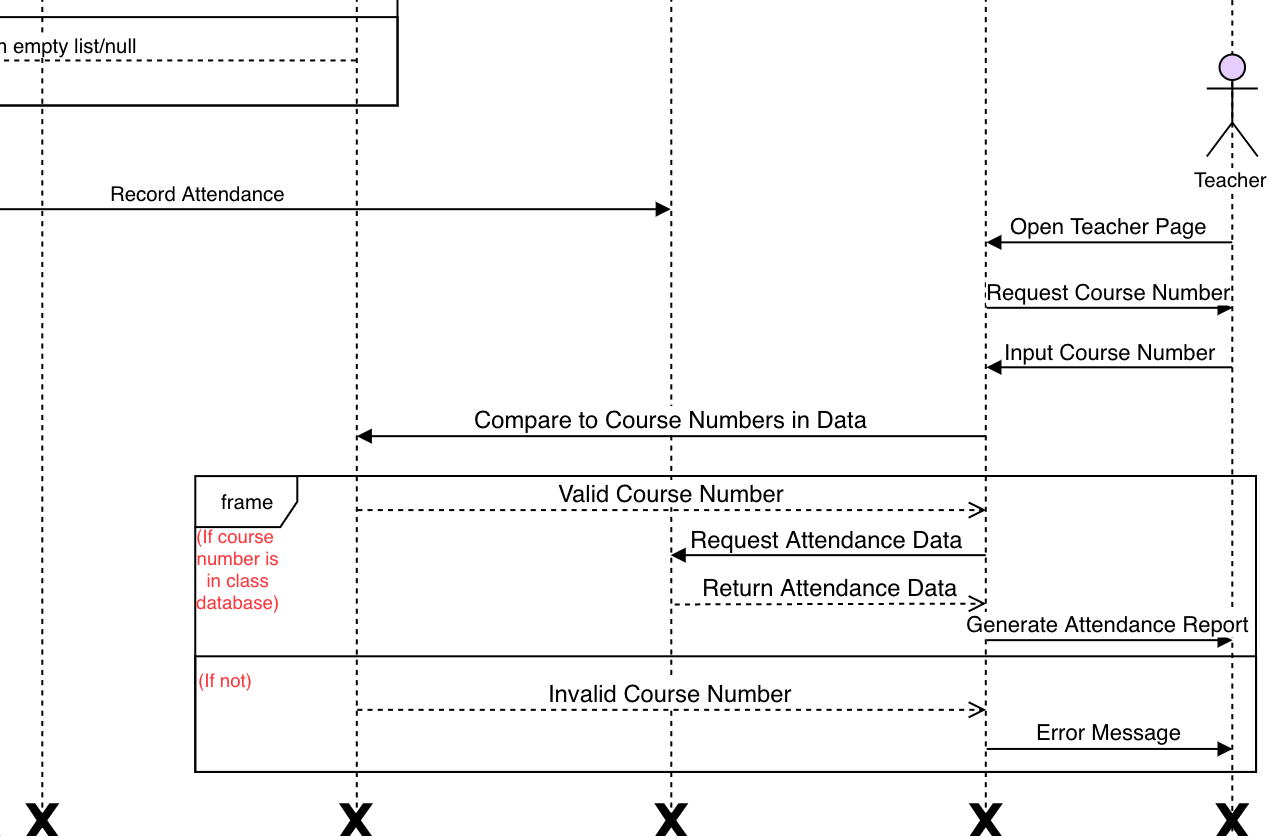 empty list/null
Teacher
Record Attendance
Open Teacher Page
Request Course Number
Input Course Number
Compare to Course Numbers in Data
frame
Valid Course Number
(If course
number is
in class
database)
Request Attendance Data
Return Attendance Data
Generate Attendance Report
(If not)
Invalid Course Number
Error Message
X X X X X